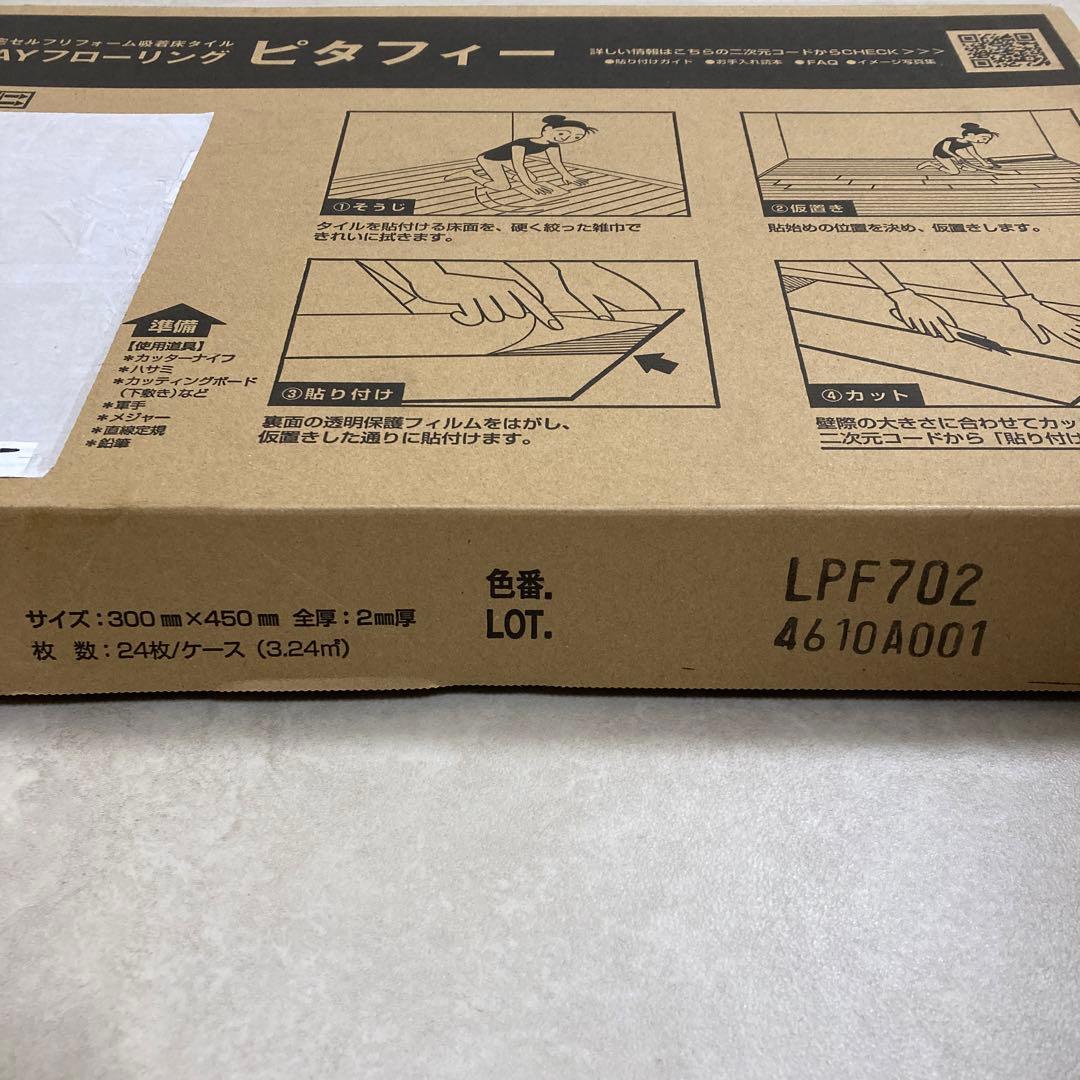 宅セルフリフォーム吸着床タイル
AYフローリング ピタフィー
詳しい情報はこちらの二次元コードからCHECK>>>
●貼り付けガイド ●お手入れ読本 ●FAQ ●イメージ写真集
①そうじ
タイルを貼付ける床面を、硬く絞った雑巾で
きれいに拭きます。
②仮置き
貼始めの位置を決め、仮置きします。
準備
【使用道具】
＊カッターナイフ
＊ハサミ
＊カッティングボード
（下敷き）など
＊軍手
＊メジャー
＊直線定規
＊鉛筆
③貼り付け
裏面の透明保護フィルムをはがし、
仮置きした通りに貼付けます。
④カット
壁際の大きさに合わせてカッ
二次元コードから「貼り付け
サイズ：300㎜×450㎜ 全厚：2㎜厚
枚 数：24枚/ケース（3.24㎡）
色番. LPF702
LOT. 4610A001